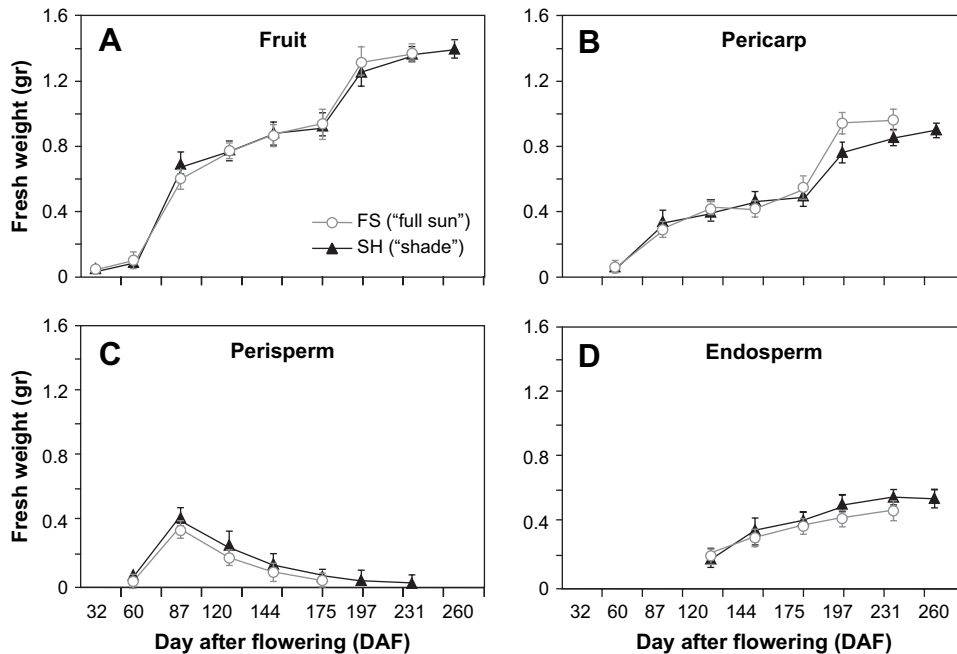 A
Fruit
B
Pericarp
Fresh weight (gr)
1.6
1.2
0.8
0.4
0
FS ("full sun")
SH ("shade")
1.6
1.2
0.8
0.4
0
C
Perisperm
D
Endosperm
Fresh weight (gr)
1.6
1.2
0.8
0.4
0
32 60 87 120 144 175 197 231 260
Day after flowering (DAF)
1.6
1.2
0.8
0.4
0
32 60 87 120 144 175 197 231 260
Day after flowering (DAF)